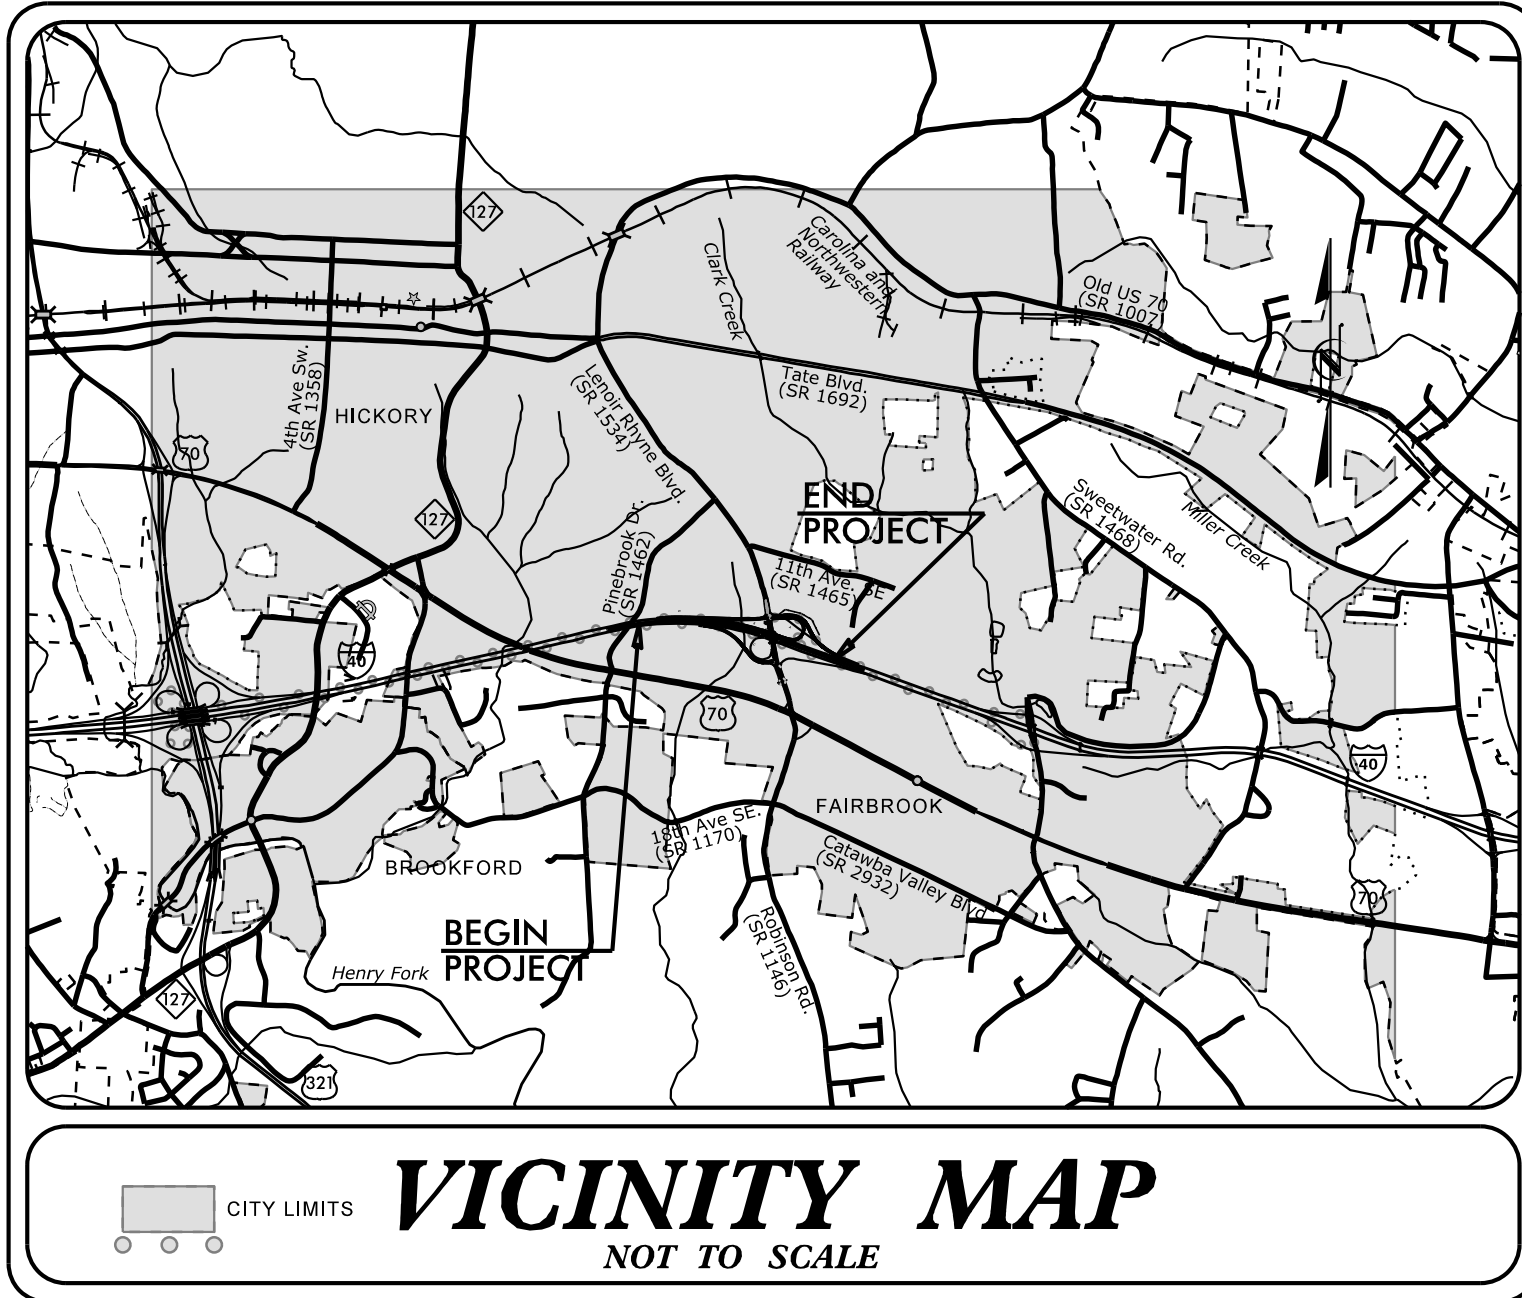 127
Carolina and
Northwestern
Railway
Clark Creek
Old US 70
(SR 1007)
4th Ave Sw.
(SR 1358)
HICKORY
Lenoir Rhyne Blvd.
(SR 1534)
Tate Blvd.
(SR 1692)
70
127
END
PROJECT
Sweetwater Rd.
(SR 1468)
Miller Creek
Pinebrook Dr.
(SR 1462)
11th Ave. SE
(SR 1465)
40
70
40
FAIRBROOK
18th Ave SE.
(SR 1170)
BROOKFORD
Catawba Valley Blvd
(SR 2932)
70
BEGIN
PROJECT
Robinson Rd.
(SR 1146)
Henry Fork
127
321
N
CITY LIMITS
VICINITY MAP
NOT TO SCALE